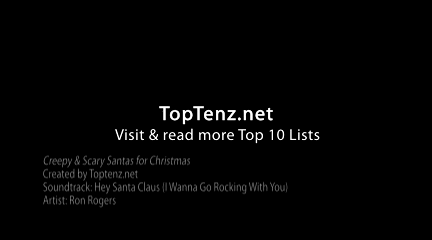 TopTenz.net
Visit & read more Top 10 Lists
Creepy & Scary Santas for Christmas
Created by Toptenz.net
Soundtrack: Hey Santa Claus (I Wanna Go Rocking With You)
Artist: Ron Rogers